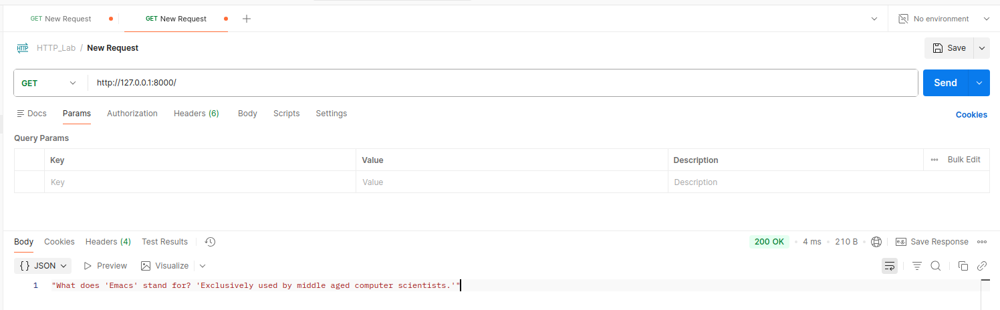 GET New Request GET New Request + No environment
HTTP HTTP_Lab / New Request Save
GET http://127.0.0.1:8000/ Send
Docs Params Authorization Headers (6) Body Scripts Settings Cookies
Query Params
Key Value Description Bulk Edit
Key Value Description
Body Cookies Headers (4) Test Results 200 OK • 4 ms • 210 B • e.g. Save Response
{} JSON Preview Visualize
1 "What does 'Emacs' stand for? 'Exclusively used by middle aged computer scientists.'"